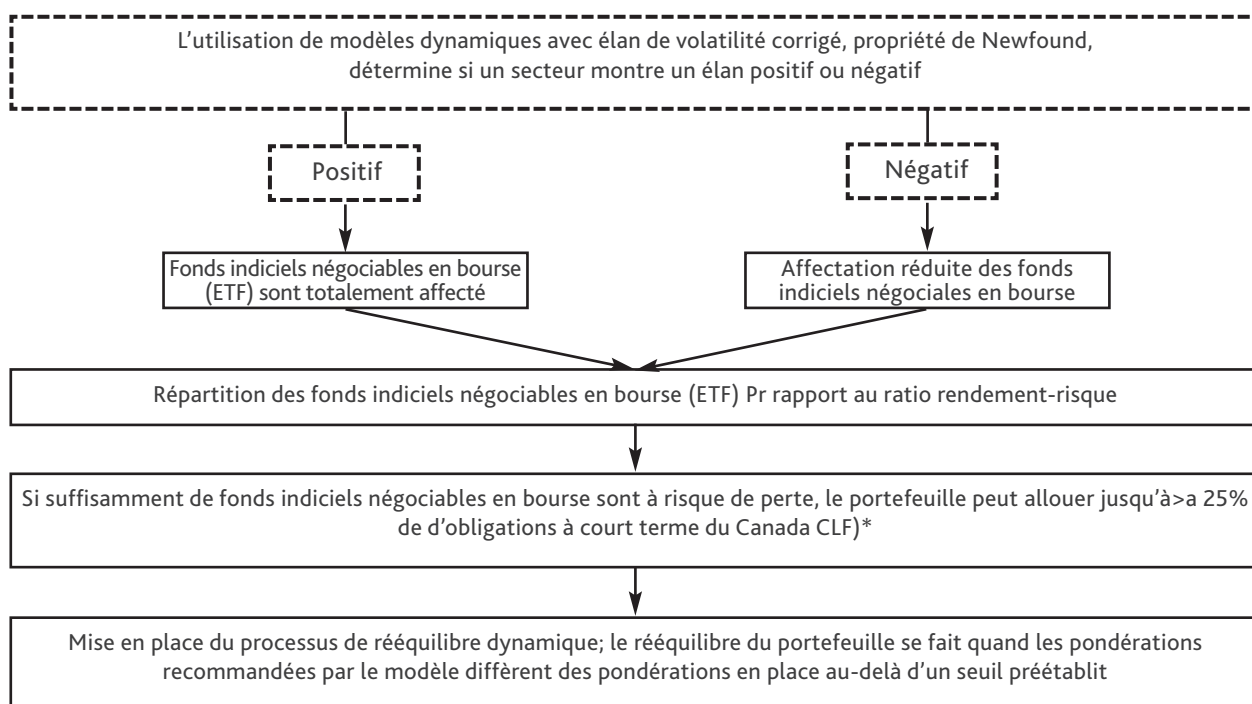 L'utilisation de modèles dynamiques avec élan de volatilité corrigé, propriété de Newfound,
détermine si un secteur montre un élan positif ou négatif
Positif
Négatif
Fonds indiciels négociables en bourse
(ETF) sont totalement affecté
Affectation réduite des fonds
indiciels négociales en bourse
Répartition des fonds indiciels négociables en bourse (ETF) Pr rapport au ratio rendement-risque
Si suffisamment de fonds indiciels négociables en bourse sont à risque de perte, le portefeuille peut allouer jusqu'à>a 25%
de d'obligations à court terme du Canada CLF)*
Mise en place du processus de rééquilibre dynamique; le rééquilibre du portefeuille se fait quand les pondérations
recommandées par le modèle diffèrent des pondérations en place au-delà d'un seuil préétablit